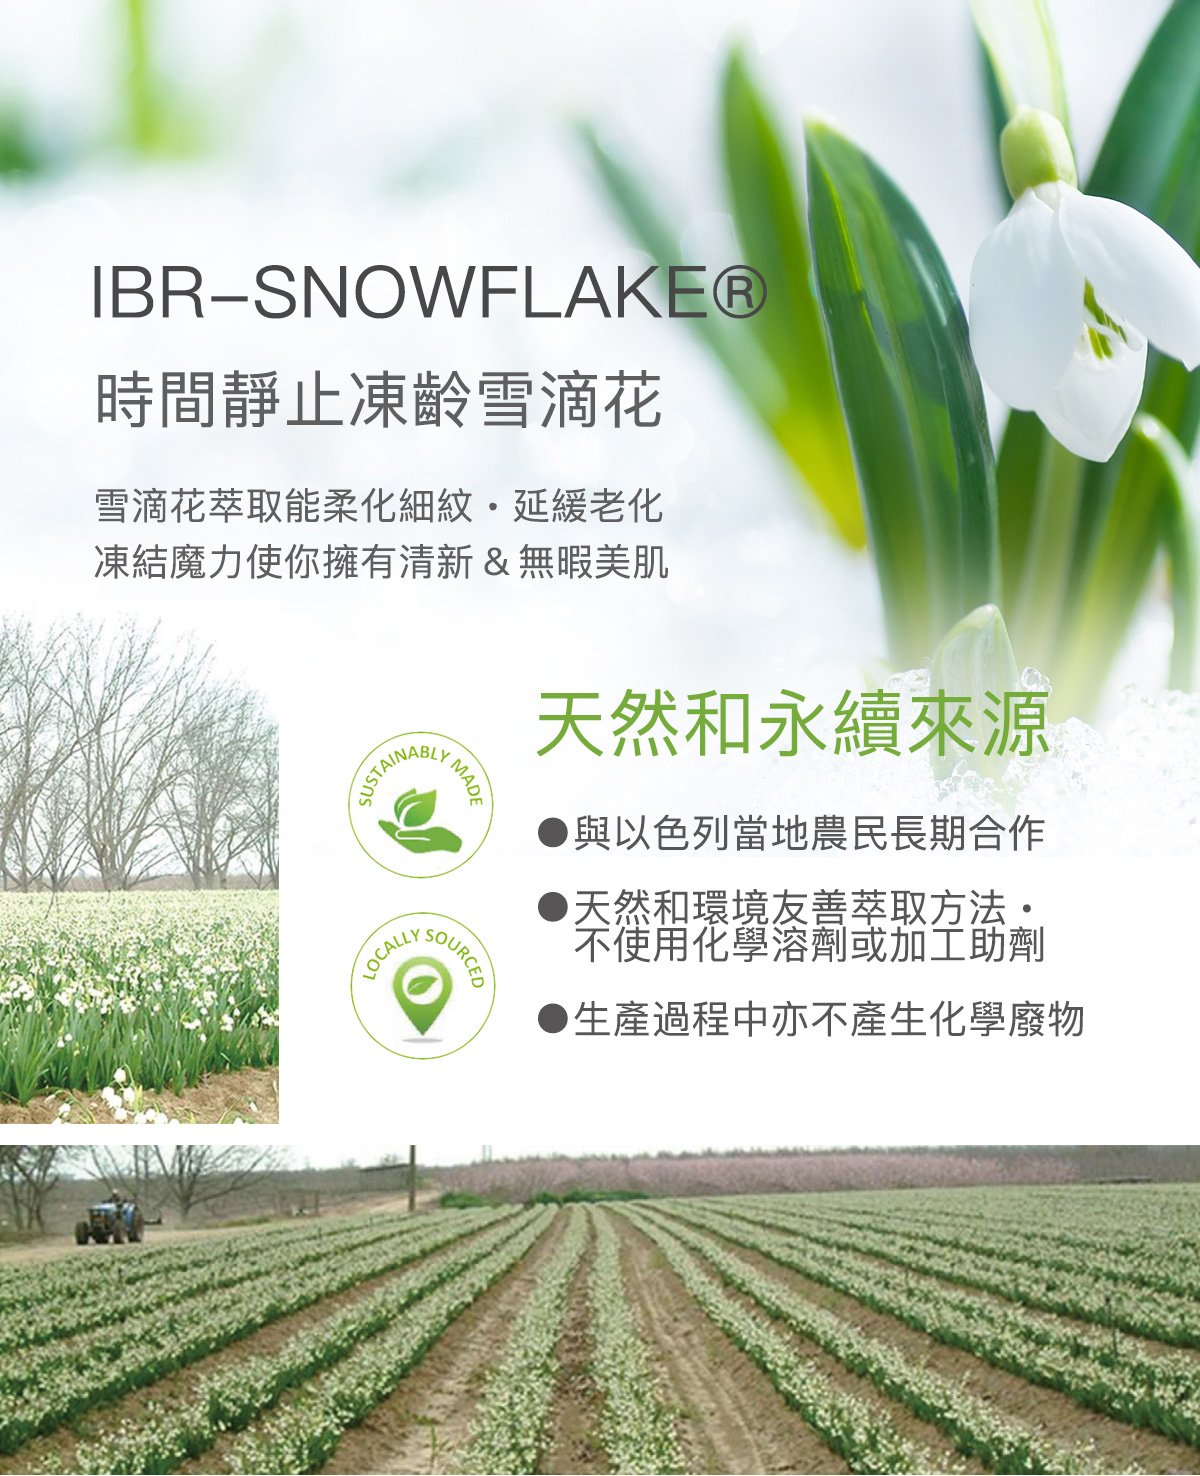 IBR-SNOWFLAKE®
時間靜止凍齡雪滴花
雪滴花萃取能柔化細紋・延緩老化
凍結魔力使你擁有清新 & 無暇美肌
天然和永續來源
SUSTAINABLY MADE
●與以色列當地農民長期合作
●天然和環境友善萃取方法・
不使用化學溶劑或加工助劑
LOCALLY SOURCED
●生產過程中亦不產生化學廢物